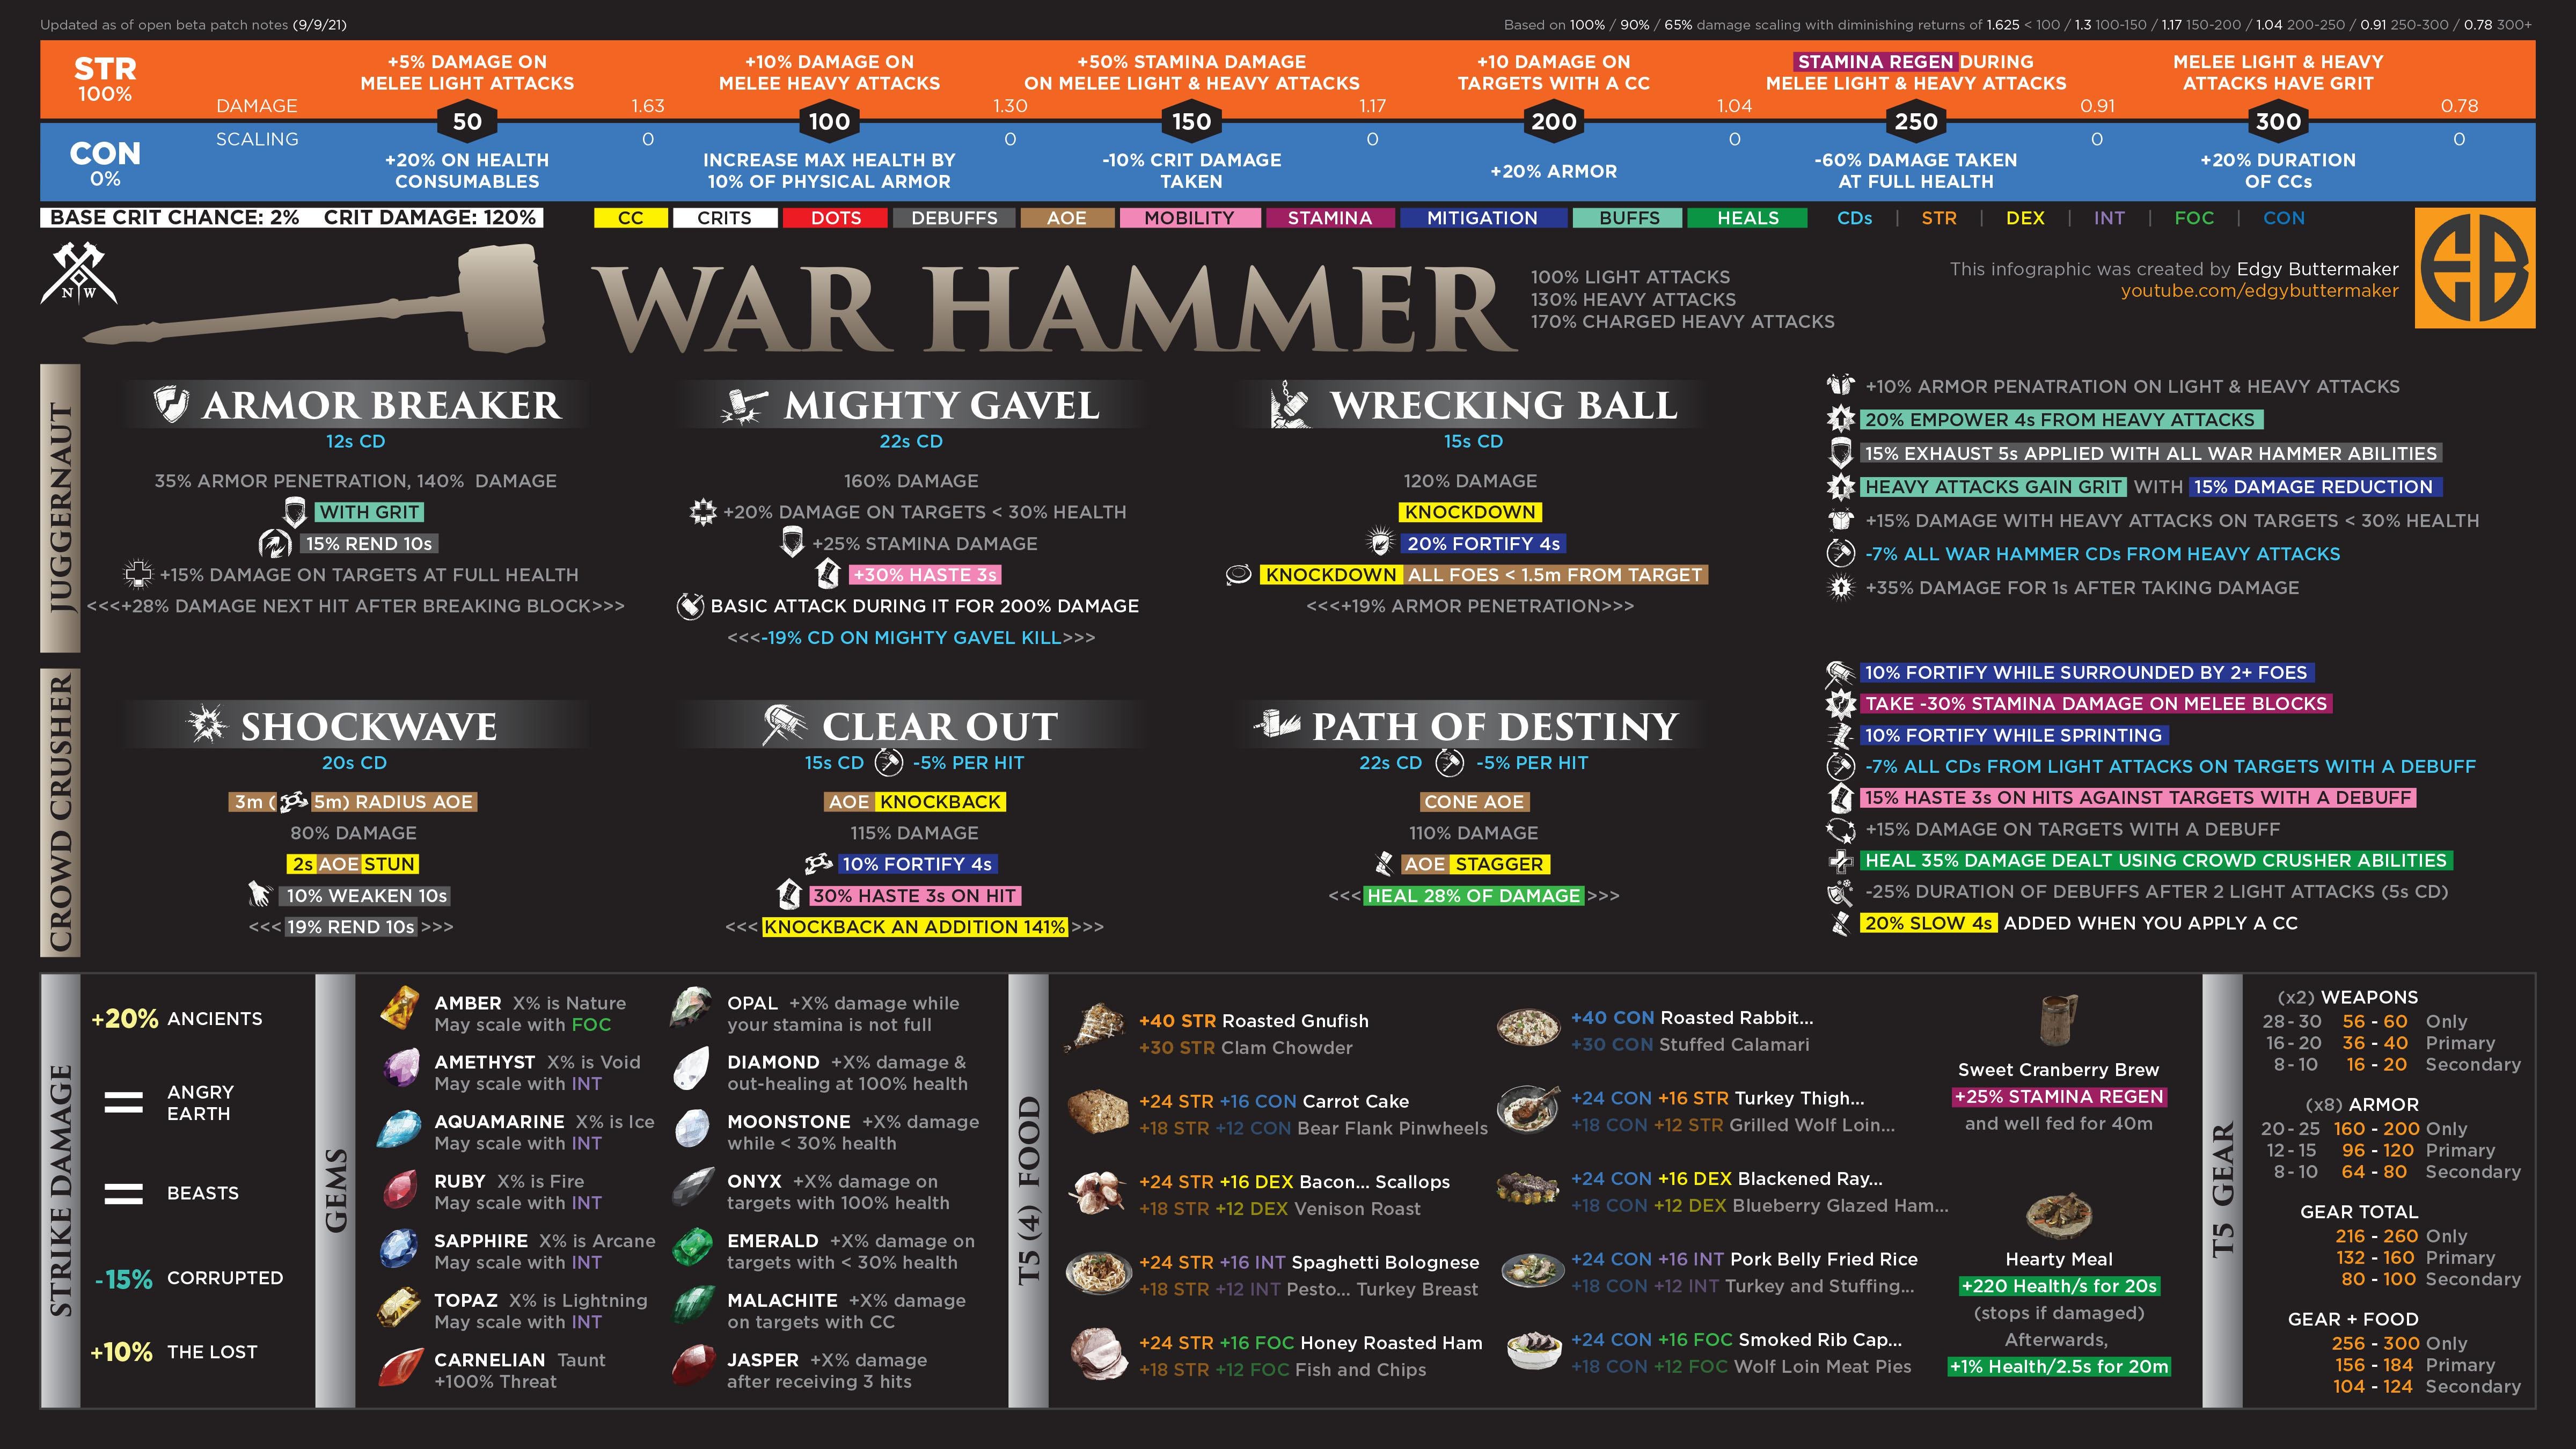 Updated as of open beta patch notes (9/9/21)
Based on 100% / 90% / 65% damage scaling with diminishing returns of 1.625 < 100 / 1.3 100-150 / 1.17 150-200 / 1.04 200-250 / 0.91 250-300 / 0.78 300+
STR
100%
+5% DAMAGE ON
MELEE LIGHT ATTACKS
+10% DAMAGE ON
MELEE HEAVY ATTACKS
+50% STAMINA DAMAGE
ON MELEE LIGHT & HEAVY ATTACKS
+10 DAMAGE ON
TARGETS WITH A CC
STAMINA REGEN DURING
MELEE LIGHT & HEAVY ATTACKS
MELEE LIGHT & HEAVY
ATTACKS HAVE GRIT
DAMAGE 1.63 1.30 1.17 1.04 0.91 0.78
50 100 150 200 250 300
SCALING 0 0 0 0 0 0
CON
0%
+20% ON HEALTH
CONSUMABLES
INCREASE MAX HEALTH BY
10% OF PHYSICAL ARMOR
-10% CRIT DAMAGE
TAKEN
+20% ARMOR
-60% DAMAGE TAKEN
AT FULL HEALTH
+20% DURATION
OF CCs
BASE CRIT CHANCE: 2% CRIT DAMAGE: 120%
CC CRITS DOTS DEBUFFS AOE MOBILITY STAMINA MITIGATION BUFFS HEALS CDs | STR | DEX | INT | FOC | CON
N W
WAR HAMMER
100% LIGHT ATTACKS
130% HEAVY ATTACKS
170% CHARGED HEAVY ATTACKS
This infographic was created by Edgy Buttermaker
youtube.com/edgybuttermaker
EB
JUGGERNAUT
ARMOR BREAKER
12s CD
35% ARMOR PENETRATION, 140% DAMAGE
WITH GRIT
15% REND 10s
+15% DAMAGE ON TARGETS AT FULL HEALTH
<<<+28% DAMAGE NEXT HIT AFTER BREAKING BLOCK>>>
MIGHTY GAVEL
22s CD
160% DAMAGE
+20% DAMAGE ON TARGETS < 30% HEALTH
+25% STAMINA DAMAGE
+30% HASTE 3s
BASIC ATTACK DURING IT FOR 200% DAMAGE
<<<-19% CD ON MIGHTY GAVEL KILL>>>
WRECKING BALL
15s CD
120% DAMAGE
KNOCKDOWN
20% FORTIFY 4s
KNOCKDOWN ALL FOES < 1.5m FROM TARGET
<<<+19% ARMOR PENETRATION>>>
+10% ARMOR PENATRATION ON LIGHT & HEAVY ATTACKS
20% EMPOWER 4s FROM HEAVY ATTACKS
15% EXHAUST 5s APPLIED WITH ALL WAR HAMMER ABILITIES
HEAVY ATTACKS GAIN GRIT WITH 15% DAMAGE REDUCTION
+15% DAMAGE WITH HEAVY ATTACKS ON TARGETS < 30% HEALTH
-7% ALL WAR HAMMER CDs FROM HEAVY ATTACKS
+35% DAMAGE FOR 1s AFTER TAKING DAMAGE
CROWD CRUSHER
SHOCKWAVE
20s CD
3m ( 5m) RADIUS AOE
80% DAMAGE
2s AOE STUN
10% WEAKEN 10s
<<< 19% REND 10s >>>
CLEAR OUT
15s CD -5% PER HIT
AOE KNOCKBACK
115% DAMAGE
10% FORTIFY 4s
30% HASTE 3s ON HIT
<<< KNOCKBACK AN ADDITION 141% >>>
PATH OF DESTINY
22s CD -5% PER HIT
CONE AOE
110% DAMAGE
AOE STAGGER
<<< HEAL 28% OF DAMAGE >>>
10% FORTIFY WHILE SURROUNDED BY 2+ FOES
TAKE -30% STAMINA DAMAGE ON MELEE BLOCKS
10% FORTIFY WHILE SPRINTING
-7% ALL CDs FROM LIGHT ATTACKS ON TARGETS WITH A DEBUFF
15% HASTE 3s ON HITS AGAINST TARGETS WITH A DEBUFF
+15% DAMAGE ON TARGETS WITH A DEBUFF
HEAL 35% DAMAGE DEALT USING CROWD CRUSHER ABILITIES
-25% DURATION OF DEBUFFS AFTER 2 LIGHT ATTACKS (5s CD)
20% SLOW 4s ADDED WHEN YOU APPLY A CC
STRIKE DAMAGE
+20% ANCIENTS
= ANGRY
EARTH
= BEASTS
-15% CORRUPTED
+10% THE LOST
GEMS
AMBER X% is Nature
May scale with FOC
AMETHYST X% is Void
May scale with INT
AQUAMARINE X% is Ice
May scale with INT
RUBY X% is Fire
May scale with INT
SAPPHIRE X% is Arcane
May scale with INT
TOPAZ X% is Lightning
May scale with INT
CARNELIAN Taunt
+100% Threat
OPAL +X% damage while
your stamina is not full
DIAMOND +X% damage &
out-healing at 100% health
MOONSTONE +X% damage
while < 30% health
ONYX +X% damage on
targets with 100% health
EMERALD +X% damage on
targets with < 30% health
MALACHITE +X% damage
on targets with CC
JASPER +X% damage
after receiving 3 hits
T5 (4) FOOD
+40 STR Roasted Gnufish
+30 STR Clam Chowder
+24 STR +16 CON Carrot Cake
+18 STR +12 CON Bear Flank Pinwheels
+24 STR +16 DEX Bacon... Scallops
+18 STR +12 DEX Venison Roast
+24 STR +16 INT Spaghetti Bolognese
+18 STR +12 INT Pesto... Turkey Breast
+24 STR +16 FOC Honey Roasted Ham
+18 STR +12 FOC Fish and Chips
+40 CON Roasted Rabbit...
+30 CON Stuffed Calamari
+24 CON +16 STR Turkey Thigh...
+18 CON +12 STR Grilled Wolf Loin...
+24 CON +16 DEX Blackened Ray...
+18 CON +12 DEX Blueberry Glazed Ham...
+24 CON +16 INT Pork Belly Fried Rice
+18 CON +12 INT Turkey and Stuffing...
+24 CON +16 FOC Smoked Rib Cap...
+18 CON +12 FOC Wolf Loin Meat Pies
Sweet Cranberry Brew
+25% STAMINA REGEN
and well fed for 40m
Hearty Meal
+220 Health/s for 20s
(stops if damaged)
Afterwards,
+1% Health/2.5s for 20m
T5 GEAR
(x2) WEAPONS
28-30 56 - 60 Only
16-20 36 - 40 Primary
8-10 16 - 20 Secondary
(x8) ARMOR
20-25 160 - 200 Only
12-15 96 - 120 Primary
8-10 64 - 80 Secondary
GEAR TOTAL
216 - 260 Only
132 - 160 Primary
80 - 100 Secondary
GEAR + FOOD
256 - 300 Only
156 - 184 Primary
104 - 124 Secondary